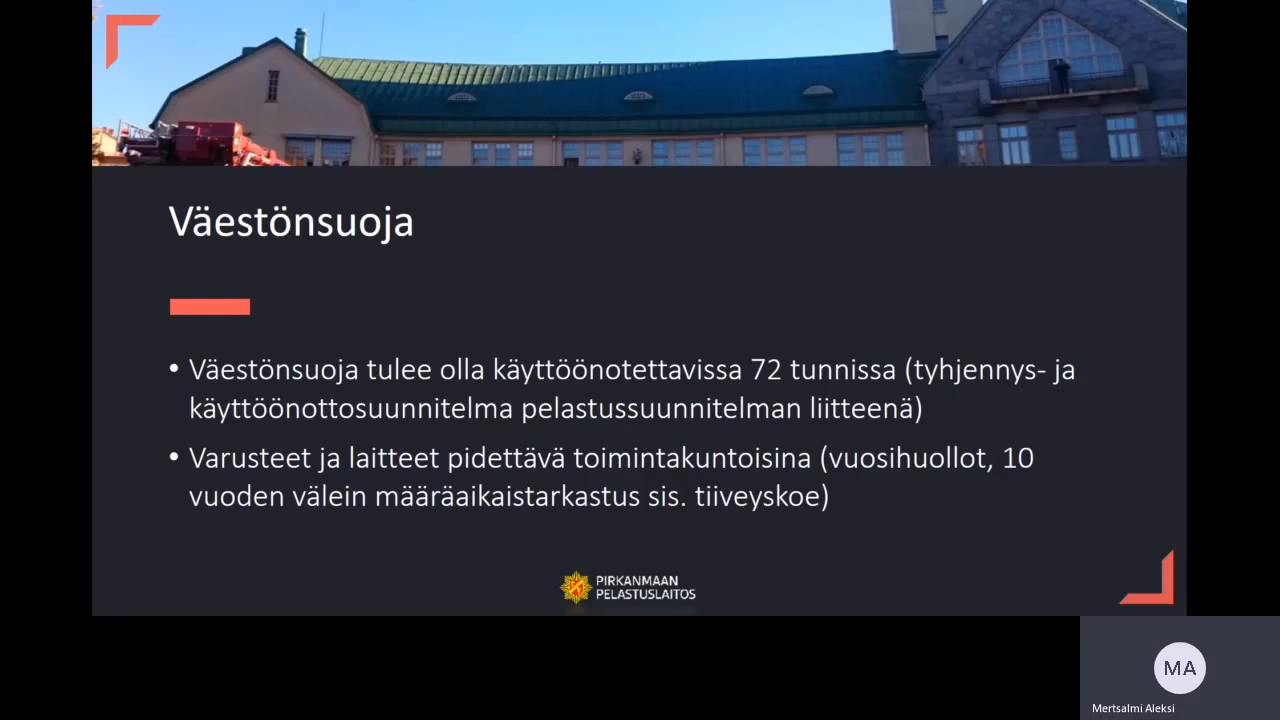 Väestönsuoja
• Väestönsuoja tulee olla käyttöönotettavissa 72 tunnissa (tyhjennys- ja
käyttöönottosuunnitelma pelastussuunnitelman liitteenä)
• Varusteet ja laitteet pidettävä toimintakuntoisina (vuosihuollot, 10
vuoden välein määräaikaistarkastus sis. tiiveyskoe)
PIRKANMAAN
PELASTUSLAITOS
MA
Mertsalmi Aleksi